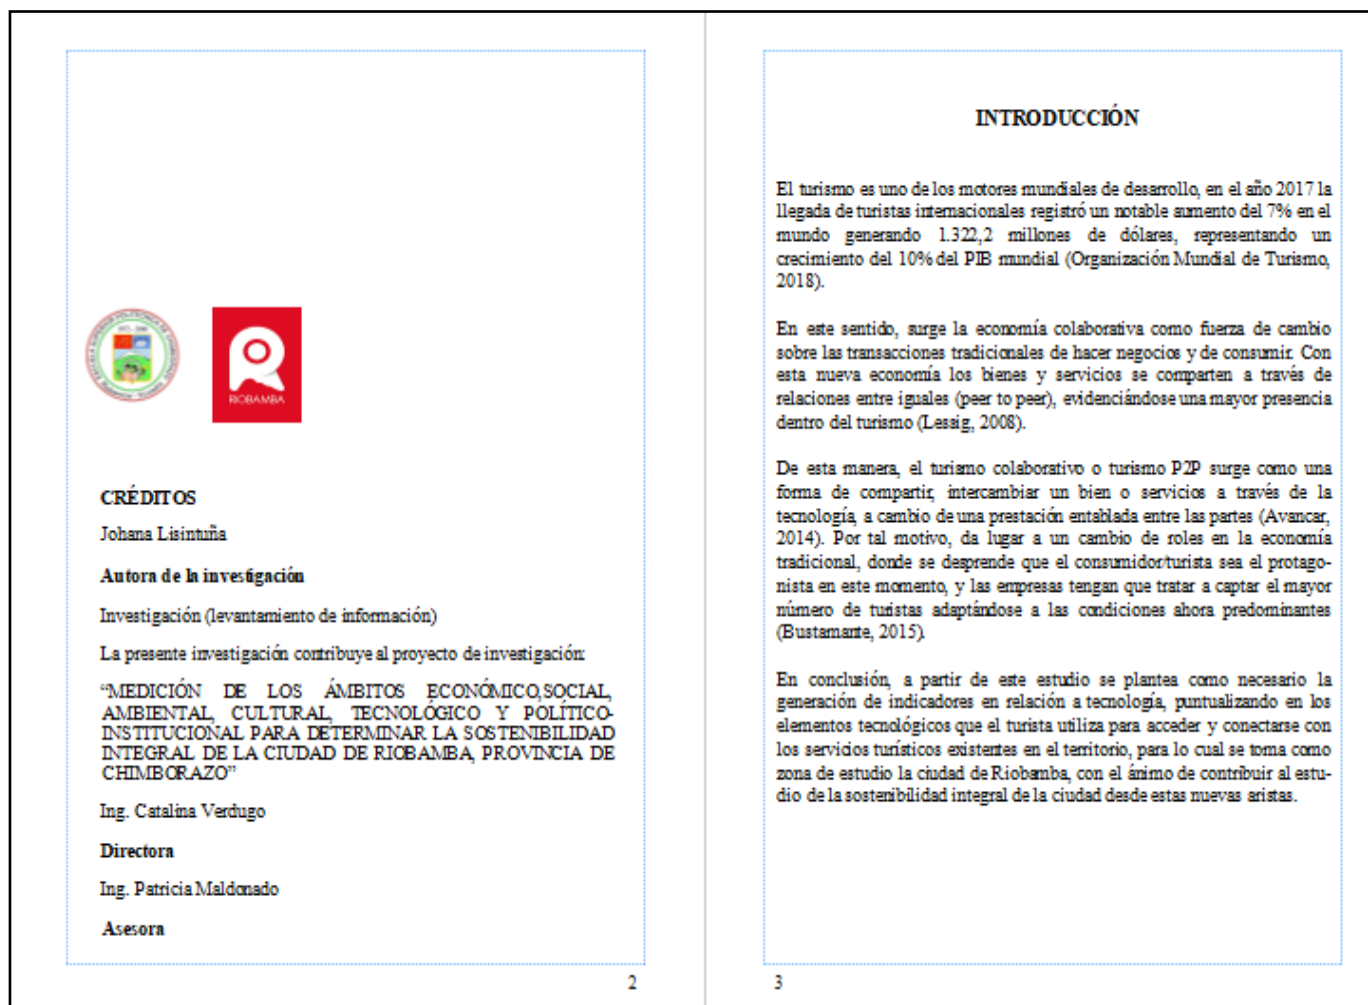 RIOBAMBA
CRÉDITOS
Johana Lisintuña
Autora de la investigación
Investigación (levantamiento de información)
La presente investigación contribuye al proyecto de investigación:
“MEDICIÓN DE LOS ÁMBITOS ECONÓMICO,SOCIAL,
AMBIENTAL, CULTURAL, TECNOLÓGICO Y POLÍTICO-
INSTITUCIONAL PARA DETERMINAR LA SOSTENIBILIDAD
INTEGRAL DE LA CIUDAD DE RIOBAMBA, PROVINCIA DE
CHIMBORAZO”
Ing. Catalina Verdugo
Directora
Ing. Patricia Maldonado
Asesora
2
INTRODUCCIÓN
El turismo es uno de los motores mundiales de desarrollo, en el año 2017 la
llegada de turistas internacionales registró un notable aumento del 7% en el
mundo generando 1.322,2 millones de dólares, representando un
crecimiento del 10% del PIB mundial (Organización Mundial de Turismo,
2018).
En este sentido, surge la economía colaborativa como fuerza de cambio
sobre las transacciones tradicionales de hacer negocios y de consumir. Con
esta nueva economía los bienes y servicios se comparten a través de
relaciones entre iguales (peer to peer), evidenciándose una mayor presencia
dentro del turismo (Lessig, 2008).
De esta manera, el turismo colaborativo o turismo P2P surge como una
forma de compartir, intercambiar un bien o servicios a través de la
tecnología, a cambio de una prestación entablada entre las partes (Avancar,
2014). Por tal motivo, da lugar a un cambio de roles en la economía
tradicional, donde se desprende que el consumidor/turista sea el protago-
nista en este momento, y las empresas tengan que tratar a captar el mayor
número de turistas adaptándose a las condiciones ahora predominantes
(Bustamante, 2015).
En conclusión, a partir de este estudio se plantea como necesario la
generación de indicadores en relación a tecnología, puntualizando en los
elementos tecnológicos que el turista utiliza para acceder y conectarse con
los servicios turísticos existentes en el territorio, para lo cual se toma como
zona de estudio la ciudad de Riobamba, con el ánimo de contribuir al estu-
dio de la sostenibilidad integral de la ciudad desde estas nuevas aristas.
3